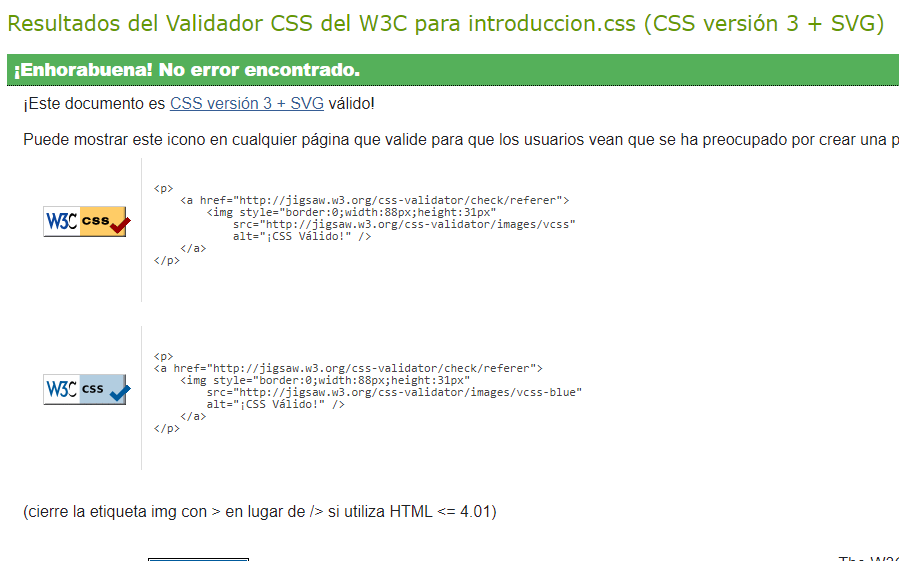 Resultados del Validador CSS del W3C para introduccion.css (CSS versión 3 + SVG)
¡Enhorabuena! No error encontrado.
¡Este documento es CSS versión 3 + SVG válido!
Puede mostrar este icono en cualquier página que valide para que los usuarios vean que se ha preocupado por crear una p
<p>
<a href="http://jigsaw.w3.org/css-validator/check/referer">
<img style="border:0;width:88px;height:31px"
W3C css
src="http://jigsaw.w3.org/css-validator/images/vcss"
alt="¡CSS Válido!" />
</a>
</p>
<p>
<a href="http://jigsaw.w3.org/css-validator/check/referer">
<img style="border:0;width:88px;height:31px"
W3C css
src="http://jigsaw.w3.org/css-validator/images/vcss-blue"
alt="¡CSS Válido!" />
</a>
</p>
(cierre la etiqueta img con > en lugar de /> si utiliza HTML <= 4.01)